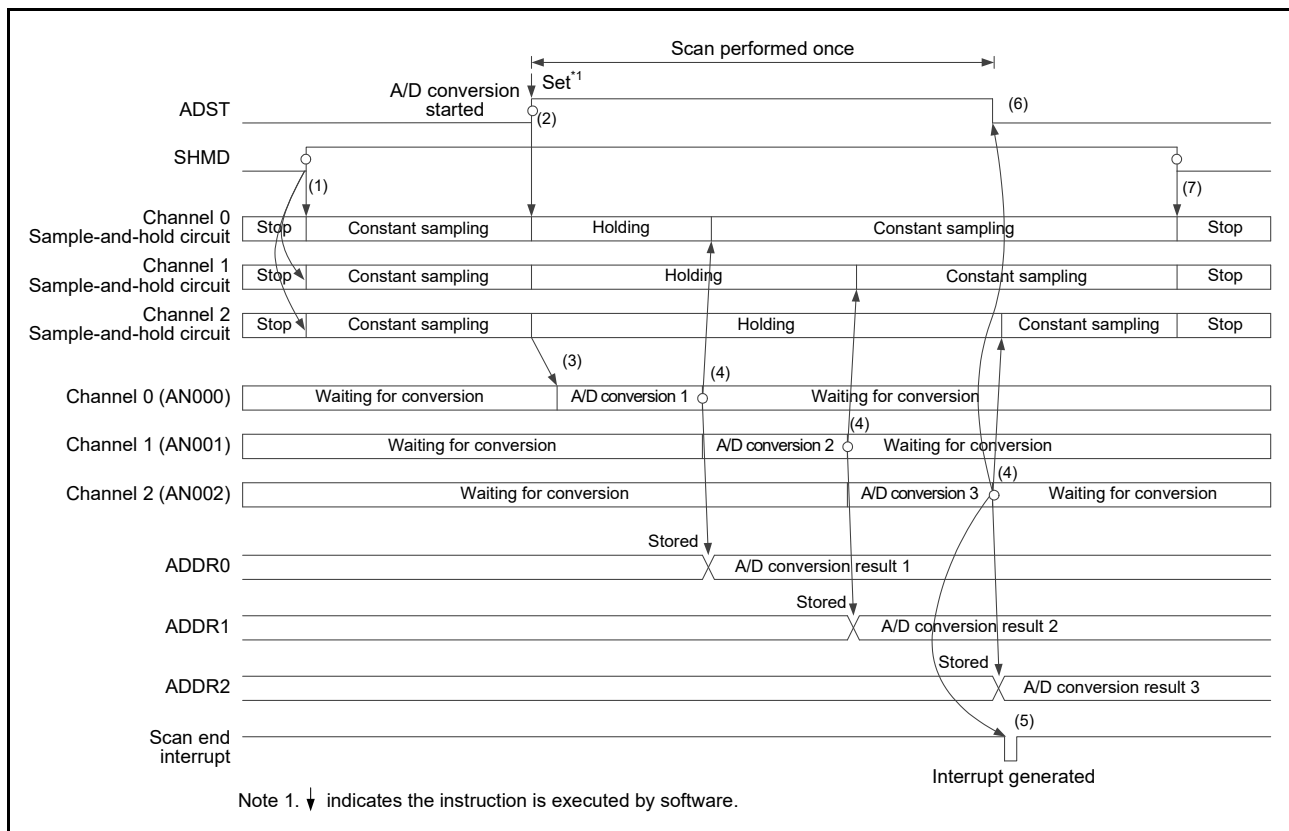 Scan performed once
Set*1
A/D conversion
started
ADST
(2)
(6)
SHMD
(1)
(7)
Channel 0
Sample-and-hold circuit
Stop
Constant sampling
Holding
Constant sampling
Stop
Channel 1
Sample-and-hold circuit
Stop
Constant sampling
Holding
Constant sampling
Stop
Channel 2
Sample-and-hold circuit
Stop
Constant sampling
Holding
Constant sampling
Stop
(3)
(4)
Channel 0 (AN000)
Waiting for conversion
A/D conversion 1
Waiting for conversion
(4)
Channel 1 (AN001)
Waiting for conversion
A/D conversion 2
Waiting for conversion
(4)
Channel 2 (AN002)
Waiting for conversion
A/D conversion 3
Waiting for conversion
Stored
ADDR0
A/D conversion result 1
Stored
ADDR1
A/D conversion result 2
Stored
ADDR2
A/D conversion result 3
(5)
Scan end
interrupt
Interrupt generated
Note 1. ↓ indicates the instruction is executed by software.